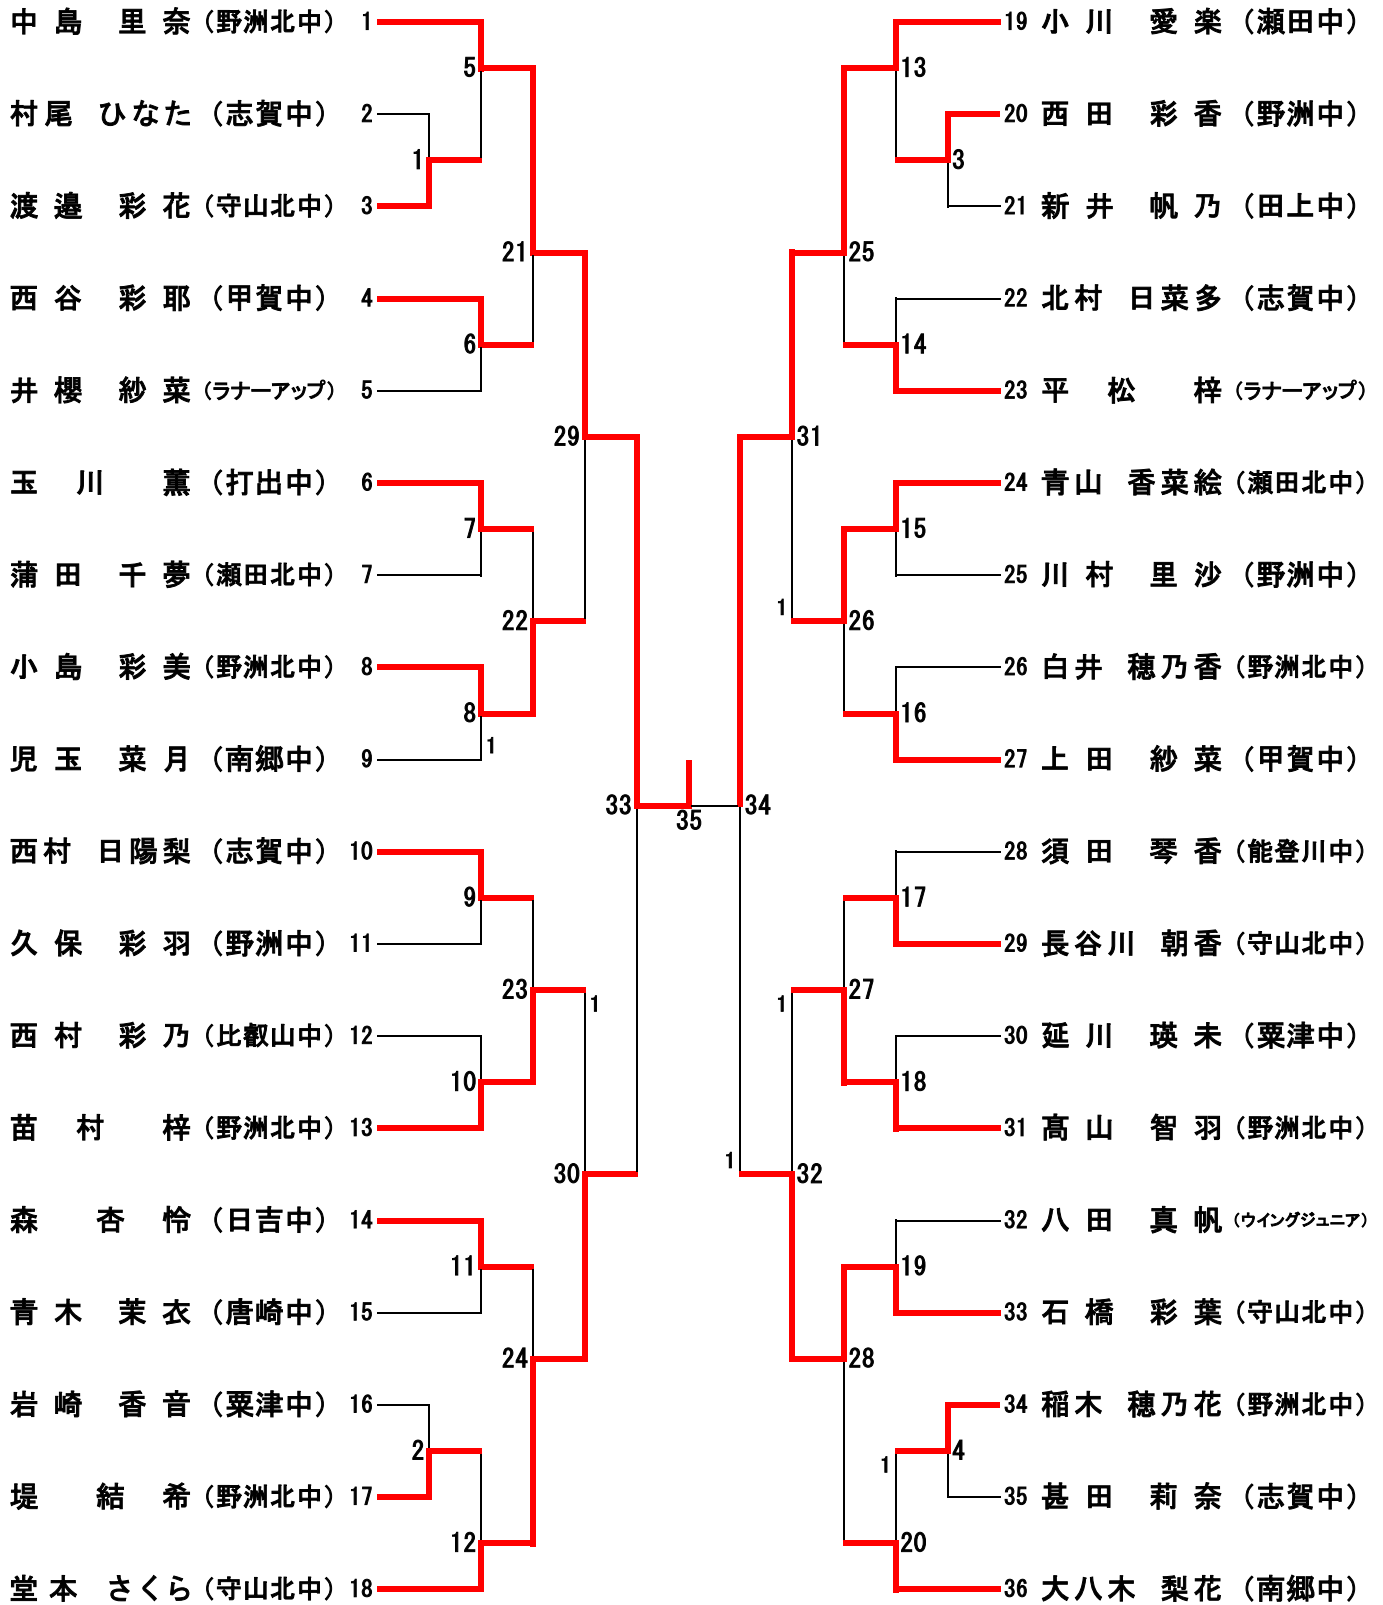 中島 里奈 （野洲北中） 1
村尾 ひなた （志賀中） 2
渡邉 彩花 （守山北中） 3
西谷 彩耶 （甲賀中） 4
井櫻 紗菜 （ラナーアップ） 5
玉川 薫 （打出中） 6
蒲田 千夢 （瀬田北中） 7
小島 彩美 （野洲北中） 8
児玉 菜月 （南郷中） 9
西村 日陽梨 （志賀中） 10
久保 彩羽 （野洲中） 11
西村 彩乃 （比叡山中） 12
苗村 梓 （野洲北中） 13
森 杏怜 （日吉中） 14
青木 茉衣 （唐崎中） 15
岩崎 香音 （粟津中） 16
堤 結希 （野洲北中） 17
堂本 さくら （守山北中） 18
5
1
21
6
29
7
22
8
1
33
9
23
1
10
30
11
24
2
12
35
34
13
3
25
14
31
15
1
26
16
17
1
27
18
1
32
19
28
4
1
20
19 小川 愛楽 （瀬田中）
20 西田 彩香 （野洲中）
21 新井 帆乃 （田上中）
22 北村 日菜多 （志賀中）
23 平松 梓 （ラナーアップ）
24 青山 香菜絵 （瀬田北中）
25 川村 里沙 （野洲中）
26 白井 穂乃香 （野洲北中）
27 上田 紗菜 （甲賀中）
28 須田 琴香 （能登川中）
29 長谷川 朝香 （守山北中）
30 延川 瑛未 （粟津中）
31 髙山 智羽 （野洲北中）
32 八田 真帆 （ウイングジュニア）
33 石橋 彩葉 （守山北中）
34 稲木 穂乃花 （野洲北中）
35 甚田 莉奈 （志賀中）
36 大八木 梨花 （南郷中）